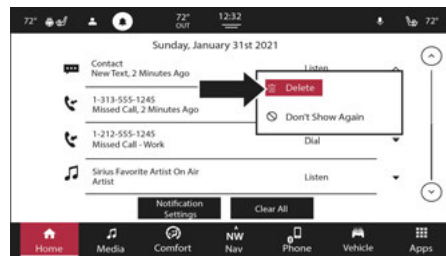 72° 72° OUT 12:32 72°
Sunday, January 31st 2021
Contact
New Text, 2 Minutes Ago
Listen
Delete
1-313-555-1245
Missed Call, 2 Minutes Ago
Don't Show Again
1-212-555-1245
Missed Call - Work
Dial
Sirius Favorite Artist On Air
Artist
Listen
Notification Settings
Clear All
Home Media Comfort NW Nav Phone Vehicle Apps